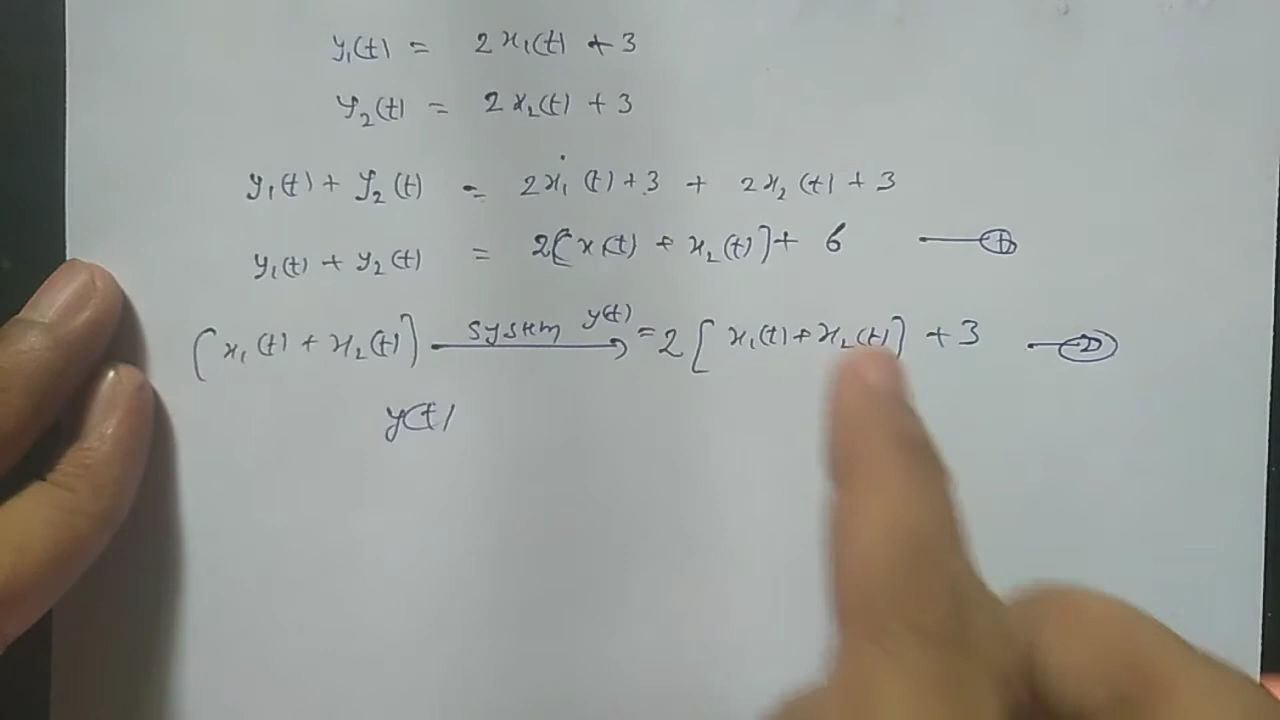 y₁(t) = 2x₁(t) + 3
y₂(t) = 2x₂(t) + 3
y₁(t) + y₂(t) = 2x₁(t) + 3 + 2x₂(t) + 3
y₁(t) + y₂(t) = 2[x₁(t) + x₂(t)] + 6 —①
[x₁(t) + x₂(t)] system → y(t) = 2[x₁(t) + x₂(t)] + 3 —②
y(t)